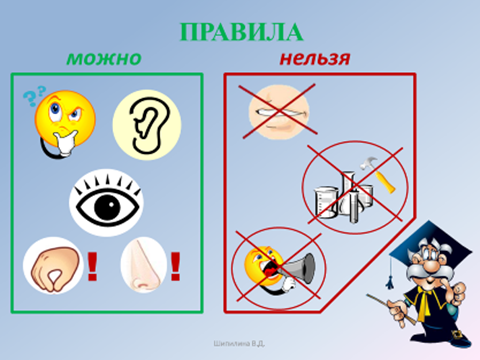 ПРАВИЛА
можно
нельзя
??
!
!
Шипилина В.Д.